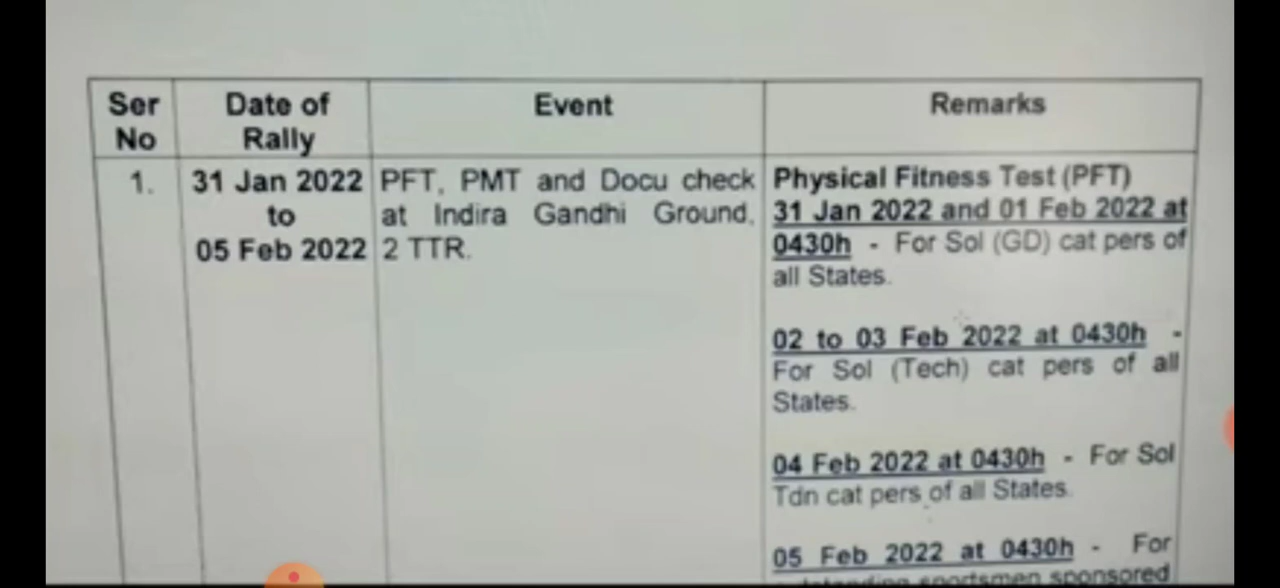 Ser No
Date of Rally
Event
Remarks
1.
31 Jan 2022
to
05 Feb 2022
PFT, PMT and Docu check
at Indira Gandhi Ground,
2 TTR.
Physical Fitness Test (PFT)
31 Jan 2022 and 01 Feb 2022 at
0430h - For Sol (GD) cat pers of
all States.
02 to 03 Feb 2022 at 0430h -
For Sol (Tech) cat pers of all
States.
04 Feb 2022 at 0430h - For Sol
Tdn cat pers of all States.
05 Feb 2022 at 0430h - For
outstanding sportsmen sponsored